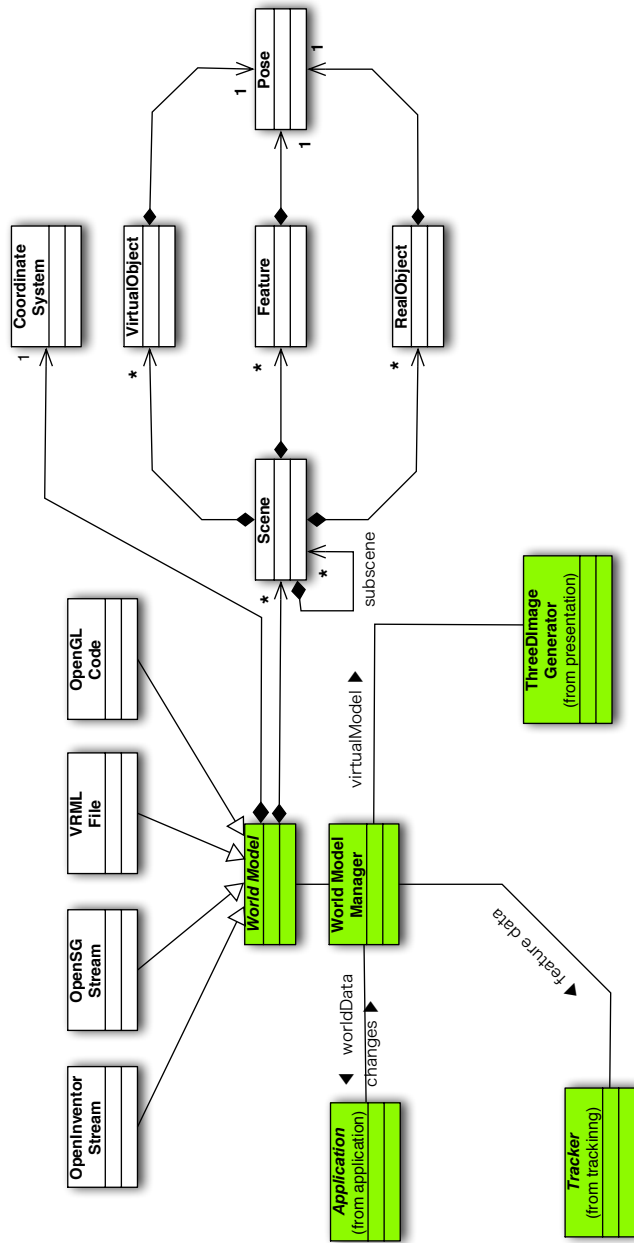 OpenInventor
Stream
OpenSG
Stream
VRML
File
OpenGL
Code
Coordinate
System
1
World Model
*
Scene
*
subscene
*
VirtualObject
*
Feature
*
RealObject
1
1
1
Pose
World Model
Manager
worldData
changes
virtualModel
feature data
Application
(from application)
Tracker
(from trackinng)
ThreeDImage
Generator
(from presentation)